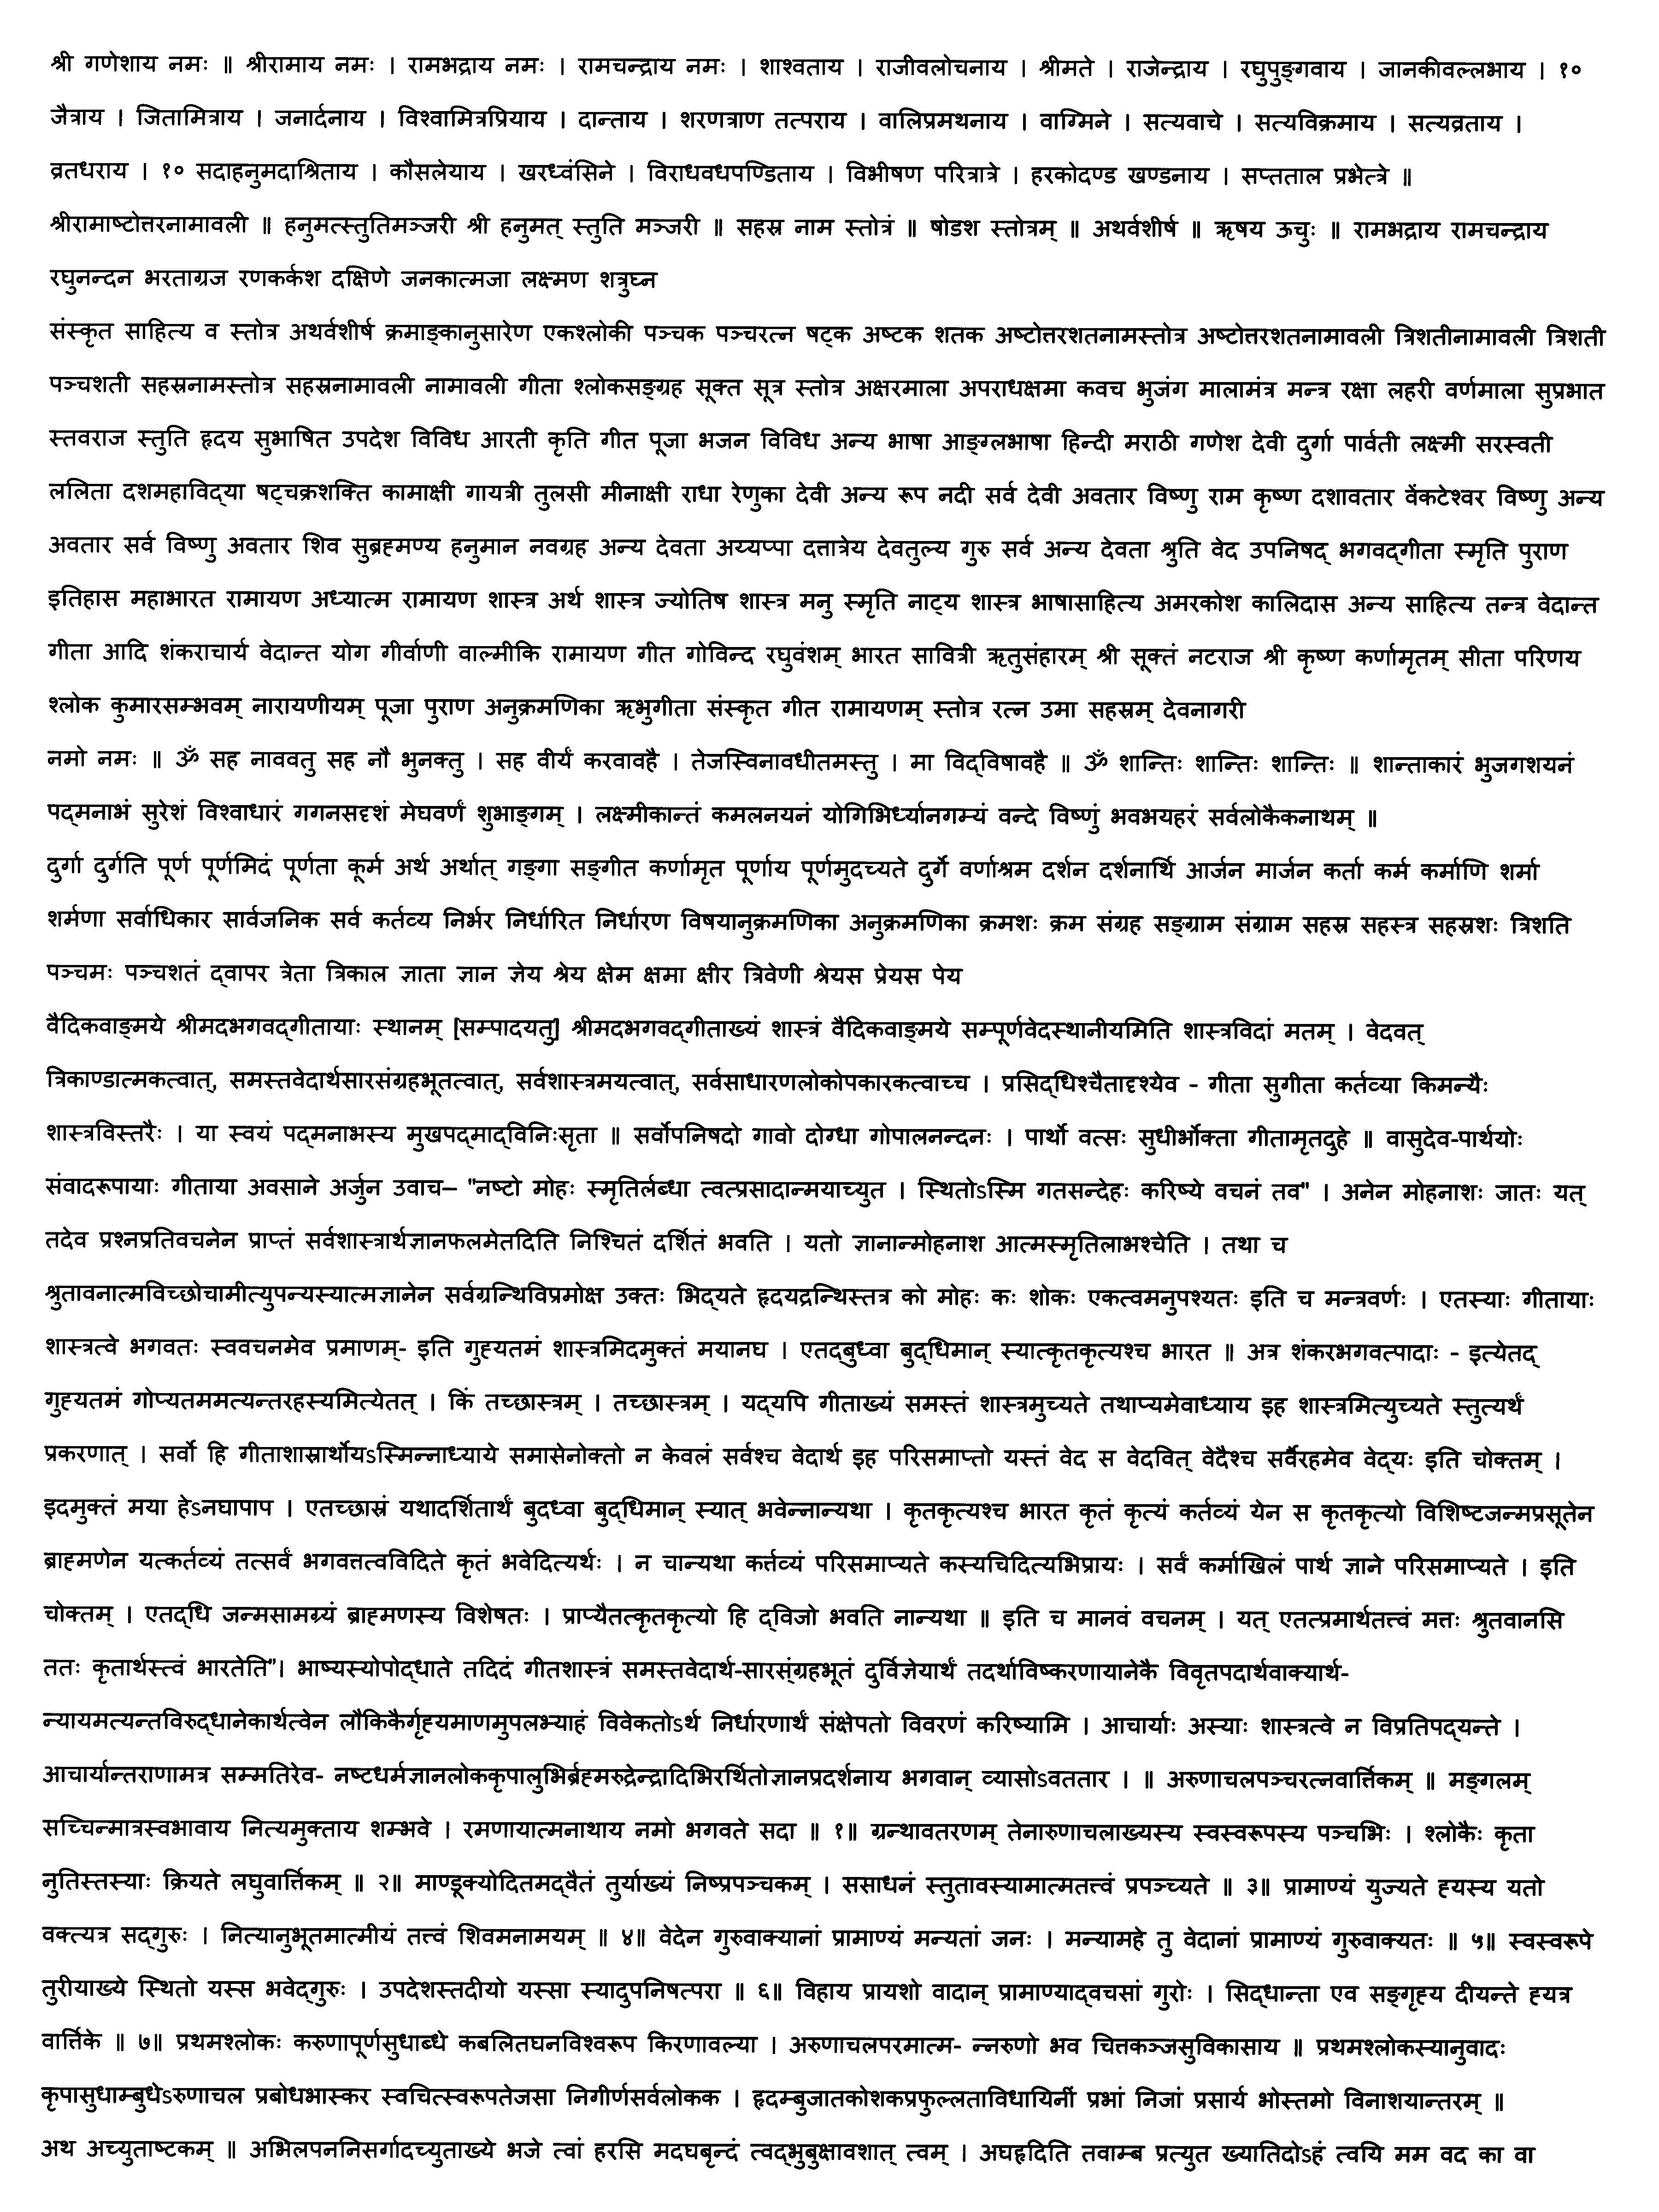 श्री गणेशाय नमः ॥ श्रीरामाय नमः । रामभद्राय नमः । रामचन्द्राय नमः । शाश्वताय । राजीवलोचनाय । श्रीमते । राजेन्द्राय । रघुपुङ्गवाय । जानकीवल्लभाय । १०
जैत्राय । जितामित्राय । जनार्दनाय । विश्वामित्रप्रियाय । दान्ताय । शरणत्राण तत्पराय । वालिप्रमथनाय । वाग्मिने । सत्यवाचे । सत्यविक्रमाय । सत्यव्रताय ।
व्रतधराय । १० सदाहनुमदाश्रिताय । कौसलेयाय । खरध्वंसिने । विराधवधपण्डिताय । विभीषण परित्रात्रे । हरकोदण्ड खण्डनाय । सप्तताल प्रभेत्त्रे ॥
श्रीरामाष्टोत्तरनामावली ॥ हनुमत्स्तुतिमञ्जरी श्री हनुमत् स्तुति मञ्जरी ॥ सहस्र नाम स्तोत्रं ॥ षोडश स्तोत्रम् ॥ अथर्वशीर्ष ॥ ऋषय ऊचुः ॥ रामभद्राय रामचन्द्राय
रघुनन्दन भरताग्रज रणकर्कश दक्षिणे जनकात्मजा लक्ष्मण शत्रुघ्न
संस्कृत साहित्य व स्तोत्र अथर्वशीर्ष क्रमाङ्कानुसारेण एकश्लोकी पञ्चक पञ्चरत्न षट्क अष्टक शतक अष्टोत्तरशतनामस्तोत्र अष्टोत्तरशतनामावली त्रिशतीनामावली त्रिशती
पञ्चशती सहस्रनामस्तोत्र सहस्रनामावली नामावली गीता श्लोकसङ्ग्रह सूक्त सूत्र स्तोत्र अक्षरमाला अपराधक्षमा कवच भुजंग मालामंत्र मन्त्र रक्षा लहरी वर्णमाला सुप्रभात
स्तवराज स्तुति हृदय सुभाषित उपदेश विविध आरती कृति गीत पूजा भजन विविध अन्य भाषा आङ्ग्लभाषा हिन्दी मराठी गणेश देवी दुर्गा पार्वती लक्ष्मी सरस्वती
ललिता दशमहाविद्या षट्चक्रशक्ति कामाक्षी गायत्री तुलसी मीनाक्षी राधा रेणुका देवी अन्य रूप नदी सर्व देवी अवतार विष्णु राम कृष्ण दशावतार वेंकटेश्वर विष्णु अन्य
अवतार सर्व विष्णु अवतार शिव सुब्रह्मण्य हनुमान नवग्रह अन्य देवता अय्यप्पा दत्तात्रेय देवतुल्य गुरु सर्व अन्य देवता श्रुति वेद उपनिषद् भगवद्गीता स्मृति पुराण
इतिहास महाभारत रामायण अध्यात्म रामायण शास्त्र अर्थ शास्त्र ज्योतिष शास्त्र मनु स्मृति नाट्य शास्त्र भाषासाहित्य अमरकोश कालिदास अन्य साहित्य तन्त्र वेदान्त
गीता आदि शंकराचार्य वेदान्त योग गीर्वाणी वाल्मीकि रामायण गीत गोविन्द रघुवंशम् भारत सावित्री ऋतुसंहारम् श्री सूक्तं नटराज श्री कृष्ण कर्णामृतम् सीता परिणय
श्लोक कुमारसम्भवम् नारायणीयम् पूजा पुराण अनुक्रमणिका ऋभुगीता संस्कृत गीत रामायणम् स्तोत्र रत्न उमा सहस्रम् देवनागरी
नमो नमः ॥ ॐ सह नाववतु सह नौ भुनक्तु । सह वीर्यं करवावहै । तेजस्विनावधीतमस्तु । मा विद्विषावहै ॥ ॐ शान्तिः शान्तिः शान्तिः ॥ शान्ताकारं भुजगशयनं
पद्मनाभं सुरेशं विश्वाधारं गगनसदृशं मेघवर्णं शुभाङ्गम् । लक्ष्मीकान्तं कमलनयनं योगिभिर्ध्यानगम्यं वन्दे विष्णुं भवभयहरं सर्वलोकैकनाथम् ॥
दुर्गा दुर्गति पूर्ण पूर्णमिदं पूर्णता कूर्म अर्थ अर्थात् गङ्गा सङ्गीत कर्णामृत पूर्णाय पूर्णमुदच्यते दुर्गे वर्णाश्रम दर्शन दर्शनार्थि आर्जन मार्जन कर्ता कर्म कर्माणि शर्मा
शर्मणा सर्वाधिकार सार्वजनिक सर्व कर्तव्य निर्भर निर्धारित निर्धारण विषयानुक्रमणिका अनुक्रमणिका क्रमशः क्रम संग्रह सङ्ग्राम संग्राम सहस्र सहस्त्र सहस्रशः त्रिशति
पञ्चमः पञ्चशतं द्वापर त्रेता त्रिकाल ज्ञाता ज्ञान ज्ञेय श्रेय क्षेम क्षमा क्षीर त्रिवेणी श्रेयस प्रेयस पेय
वैदिकवाङ्मये श्रीमदभगवद्गीतायाः स्थानम् [सम्पादयतु] श्रीमदभगवद्गीताख्यं शास्त्रं वैदिकवाङ्मये सम्पूर्णवेदस्थानीयमिति शास्त्रविदां मतम् । वेदवत्
त्रिकाण्डात्मकत्वात्, समस्तवेदार्थसारसंग्रहभूतत्वात्, सर्वशास्त्रमयत्वात्, सर्वसाधारणलोकोपकारकत्वाच्च । प्रसिद्धिश्चैतादृश्येव - गीता सुगीता कर्तव्या किमन्यैः
शास्त्रविस्तरैः । या स्वयं पद्मनाभस्य मुखपद्माद्विनिःसृता ॥ सर्वोपनिषदो गावो दोग्धा गोपालनन्दनः । पार्थो वत्सः सुधीर्भोक्ता गीतामृतदुहे ॥ वासुदेव-पार्थयोः
संवादरूपायाः गीताया अवसाने अर्जुन उवाच– "नष्टो मोहः स्मृतिर्लब्धा त्वत्प्रसादान्मयाच्युत । स्थितोऽस्मि गतसन्देहः करिष्ये वचनं तव" । अनेन मोहनाशः जातः यत्
तदेव प्रश्नप्रतिवचनेन प्राप्तं सर्वशास्त्रार्थज्ञानफलमेतदिति निश्चितं दर्शितं भवति । यतो ज्ञानान्मोहनाश आत्मस्मृतिलाभश्चेति । तथा च
श्रुतावनात्मविच्छोचामीत्युपन्यस्यात्मज्ञानेन सर्वग्रन्थिविप्रमोक्ष उक्तः भिद्यते हृदयद्रन्थिस्तत्र को मोहः कः शोकः एकत्वमनुपश्यतः इति च मन्त्रवर्णः । एतस्याः गीतायाः
शास्त्रत्वे भगवतः स्ववचनमेव प्रमाणम्- इति गुह्यतमं शास्त्रमिदमुक्तं मयानघ । एतद्बुध्वा बुद्धिमान् स्यात्कृतकृत्यश्च भारत ॥ अत्र शंकरभगवत्पादाः - इत्येतद्
गुह्यतमं गोप्यतममत्यन्तरहस्यमित्येतत् । किं तच्छास्त्रम् । तच्छास्त्रम् । यद्यपि गीताख्यं समस्तं शास्त्रमुच्यते तथाप्यमेवाध्याय इह शास्त्रमित्युच्यते स्तुत्यर्थं
प्रकरणात् । सर्वो हि गीताशास्रार्थोयऽस्मिन्नाध्याये समासेनोक्तो न केवलं सर्वश्च वेदार्थ इह परिसमाप्तो यस्तं वेद स वेदवित् वेदैश्च सर्वैरहमेव वेद्यः इति चोक्तम् ।
इदमुक्तं मया हेऽनघापाप । एतच्छास्रं यथादर्शितार्थं बुदध्वा बुद्धिमान् स्यात् भवेन्नान्यथा । कृतकृत्यश्च भारत कृतं कृत्यं कर्तव्यं येन स कृतकृत्यो विशिष्टजन्मप्रसूतेन
ब्राह्मणेन यत्कर्तव्यं तत्सर्वं भगवत्तत्वविदिते कृतं भवेदित्यर्थः । न चान्यथा कर्त्तव्यं परिसमाप्यते कस्यचिदित्यभिप्रायः । सर्वं कर्माखिलं पार्थ ज्ञाने परिसमाप्यते । इति
चोक्तम् । एतद्धि जन्मसामग्र्यं ब्राह्मणस्य विशेषतः । प्राप्यैतत्कृतकृत्यो हि द्विजो भवति नान्यथा ॥ इति च मानवं वचनम् । यत् एतत्प्रमार्थतत्त्वं मत्तः श्रुतवानसि
ततः कृतार्थस्त्वं भारतेति"। भाष्यस्योपोद्धाते तदिदं गीतशास्त्रं समस्तवेदार्थ-सारस्ंग्रहभूतं दुर्विज्ञेयार्थं तदर्थाविष्करणायानेकै विवृतपदार्थवाक्यार्थ-
न्यायमत्यन्तविरुद्धानेकार्थत्वेन लौकिकैर्गृह्यमाणमुपलभ्याहं विवेकतोऽर्थ निर्धारणार्थं संक्षेपतो विवरणं करिष्यामि । आचार्याः अस्याः शास्त्रत्वे न विप्रतिपद्यन्ते ।
आचार्यान्तराणामत्र सम्मतिरेव- नष्टधर्मज्ञानलोककृपालुभिर्ब्रह्मरुद्रेन्द्रादिभिरर्थितोज्ञानप्रदर्शनाय भगवान् व्यासोऽवततार । ॥ अरुणाचलपञ्चरत्नवार्त्तिकम् ॥ मङ्गलम्
सच्चिन्मात्रस्वभावाय नित्यमुक्ताय शम्भवे । रमणायात्मनाथाय नमो भगवते सदा ॥ १॥ ग्रन्थावतरणम् तेनारुणाचलाख्यस्य स्वस्वरूपस्य पञ्चभिः । श्लोकैः कृता
नुतिस्तस्याः क्रियते लघुवार्त्तिकम् ॥ २॥ माण्डूक्योदितमद्वैतं तुर्याख्यं निष्प्रपञ्चकम् । ससाधनं स्तुतावस्यामात्मतत्त्वं प्रपञ्च्यते ॥ ३॥ प्रामाण्यं युज्यते ह्यस्य यतो
वक्त्यत्र सद्गुरुः । नित्यानुभूतमात्मीयं तत्त्वं शिवमनामयम् ॥ ४॥ वेदेन गुरुवाक्यानां प्रामाण्यं मन्यतां जनः । मन्यामहे तु वेदानां प्रामाण्यं गुरुवाक्यतः ॥ ५॥ स्वस्वरूपे
तुरीयाख्ये स्थितो यस्स भवेद्गुरुः । उपदेशस्तदीयो यस्सा स्यादुपनिषत्परा ॥ ६॥ विहाय प्रायशो वादान् प्रामाण्याद्वचसां गुरोः । सिद्धान्ता एव सङ्गृह्य दीयन्ते ह्यत्र
वार्त्तिके ॥ ७॥ प्रथमश्लोकः करुणापूर्णसुधाब्धे कबलितघनविश्वरूप किरणावल्या । अरुणाचलपरमात्म- न्नरुणो भव चित्तकञ्जसुविकासाय ॥ प्रथमश्लोकस्यानुवादः
कृपासुधाम्बुधेऽरुणाचल प्रबोधभास्कर स्वचित्स्वरूपतेजसा निगीर्णसर्वलोकक । हृदम्बुजातकोशकप्रफुल्लताविधायिनीं प्रभां निजां प्रसार्य भोस्तमो विनाशयान्तरम् ॥
अथ अच्युताष्टकम् ॥ अभिलपननिसर्गादच्युताख्ये भजे त्वां हरसि मदघबृन्दं त्वद्भुबुक्षावशात् त्वम् । अघहृदिति तवाम्ब प्रत्युत ख्यातिदोऽहं त्वयि मम वद का वा